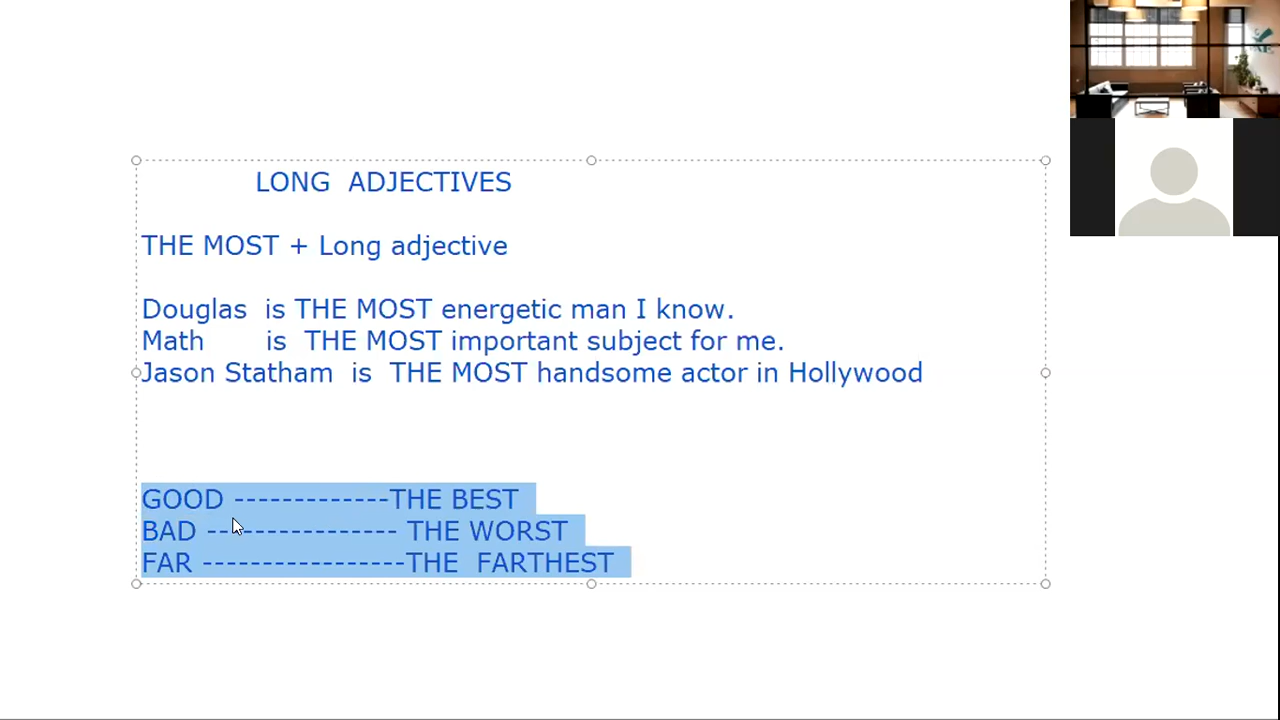 LONG ADJECTIVES
THE MOST + Long adjective
Douglas is THE MOST energetic man I know.
Math is THE MOST important subject for me.
Jason Statham is THE MOST handsome actor in Hollywood
GOOD -------------THE BEST
BAD ---------------- THE WORST
FAR -----------------THE FARTHEST